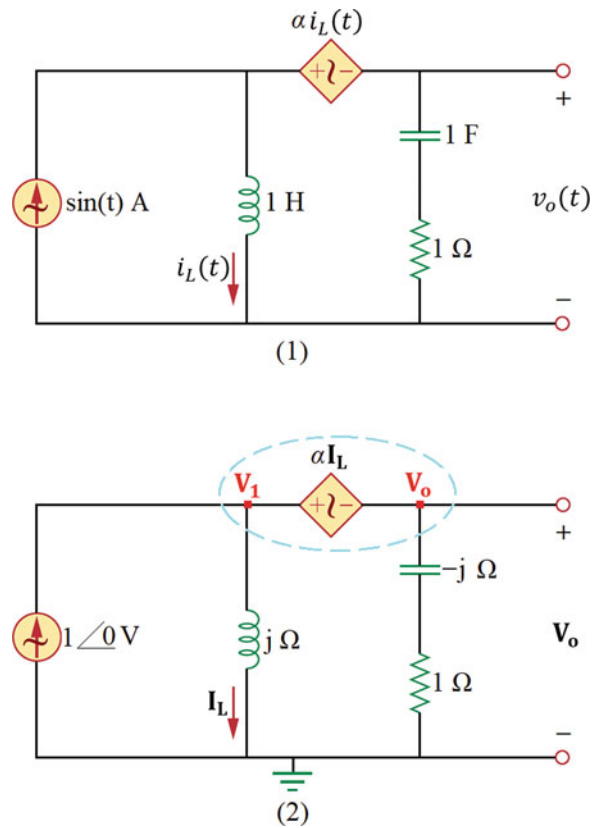 αi_L(t)
+ ~ −
+
1 F
sin(t) A
1 H
v_o(t)
1 Ω
i_L(t)
−
(1)
αI_L
V_1
+ ~ −
V_o
+
−j Ω
1∠0 V
j Ω
V_o
1 Ω
I_L
−
(2)